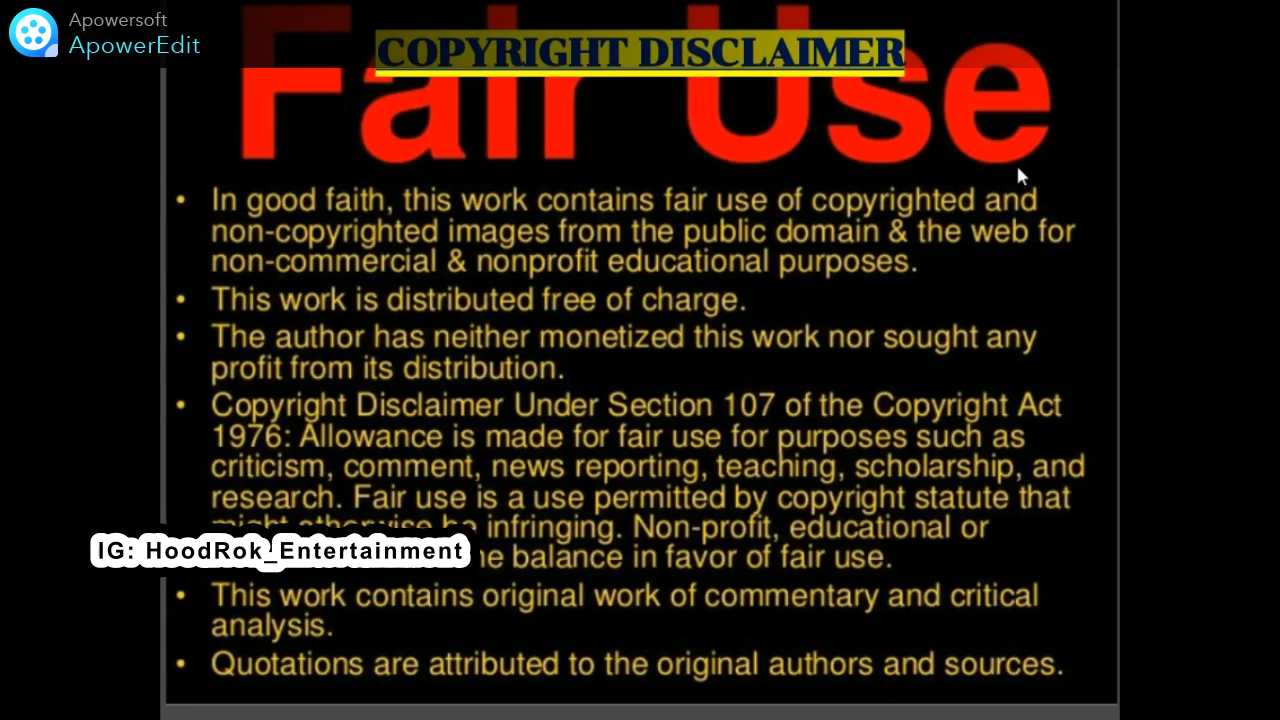 Apowersoft
ApowerEdit
COPYRIGHT DISCLAIMER
Fair Use
• In good faith, this work contains fair use of copyrighted and
non-copyrighted images from the public domain & the web for
non-commercial & nonprofit educational purposes.
• This work is distributed free of charge.
• The author has neither monetized this work nor sought any
profit from its distribution.
• Copyright Disclaimer Under Section 107 of the Copyright Act
1976: Allowance is made for fair use for purposes such as
criticism, comment, news reporting, teaching, scholarship, and
research. Fair use is a use permitted by copyright statute that
might otherwise be infringing. Non-profit, educational or
IG: HoodRok_Entertainment
balance in favor of fair use.
• This work contains original work of commentary and critical
analysis.
• Quotations are attributed to the original authors and sources.